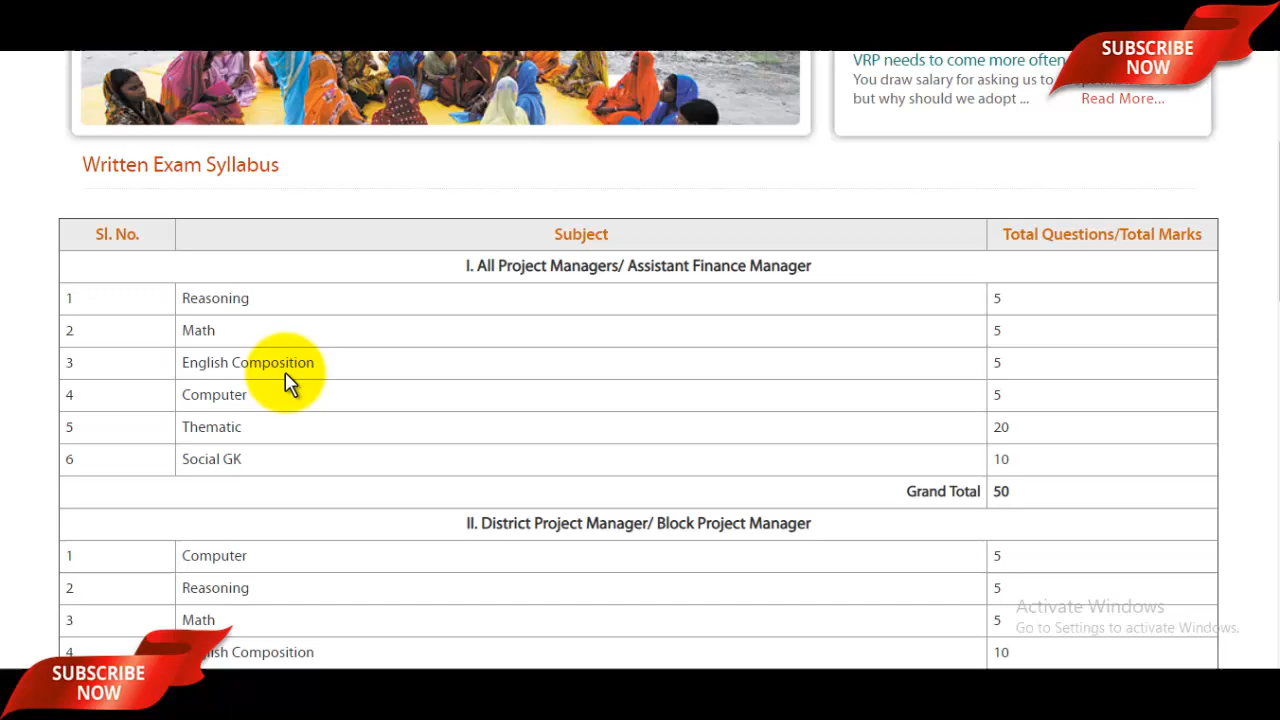 SUBSCRIBE
NOW
VRP needs to come more often
You draw salary for asking us to
but why should we adopt ... Read More...
Written Exam Syllabus
Sl. No. Subject Total Questions/Total Marks
I. All Project Managers/ Assistant Finance Manager
1 Reasoning 5
2 Math 5
3 English Composition 5
4 Computer 5
5 Thematic 20
6 Social GK 10
Grand Total 50
II. District Project Manager/ Block Project Manager
1 Computer 5
2 Reasoning 5
Activate Windows
3 Math 5
Go to Settings to activate Windows.
4 Composition 10
SUBSCRIBE
NOW